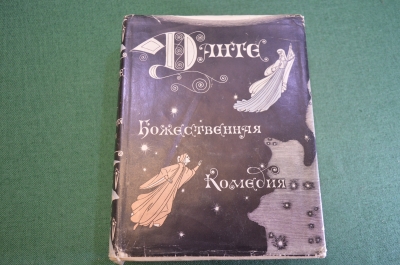 Данте
Божественная
Комедия